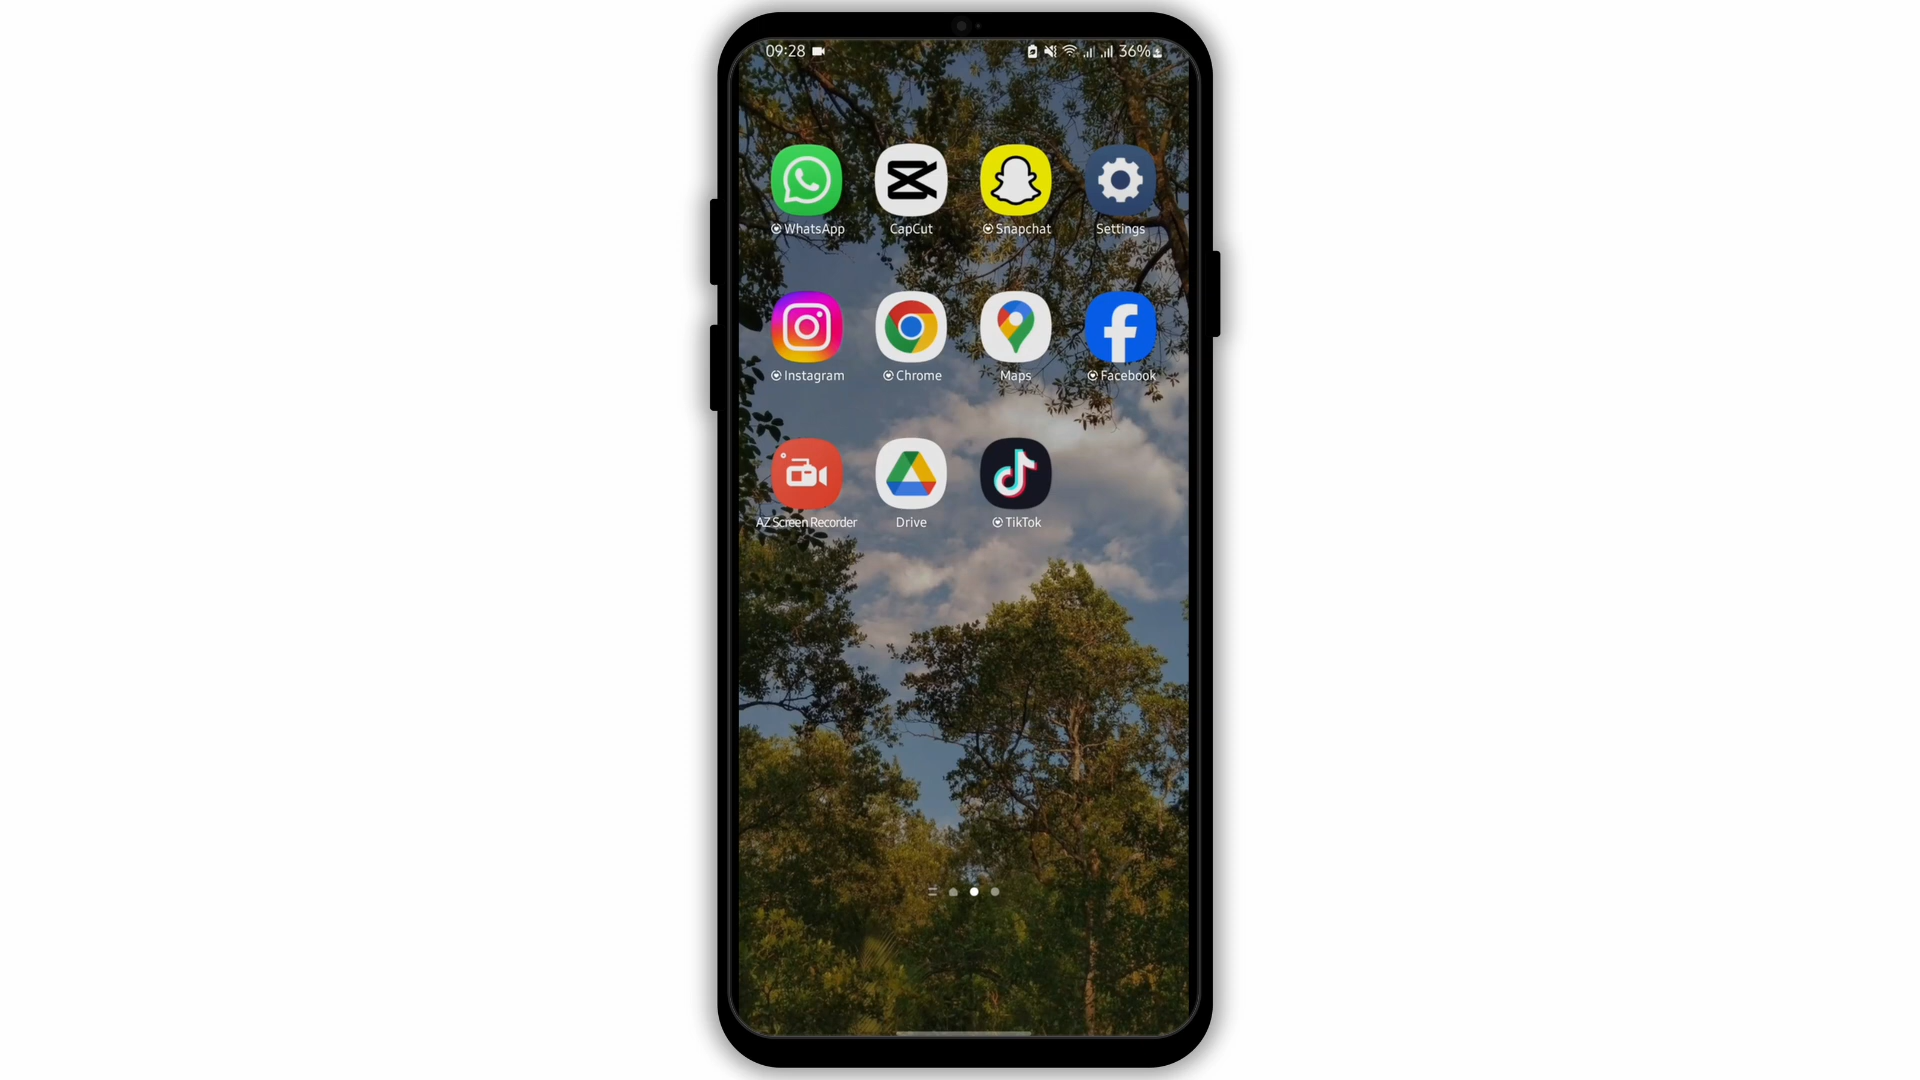 09:28 36%
WhatsApp CapCut Snapchat Settings
Instagram Chrome Maps Facebook
AZ Screen Recorder Drive TikTok